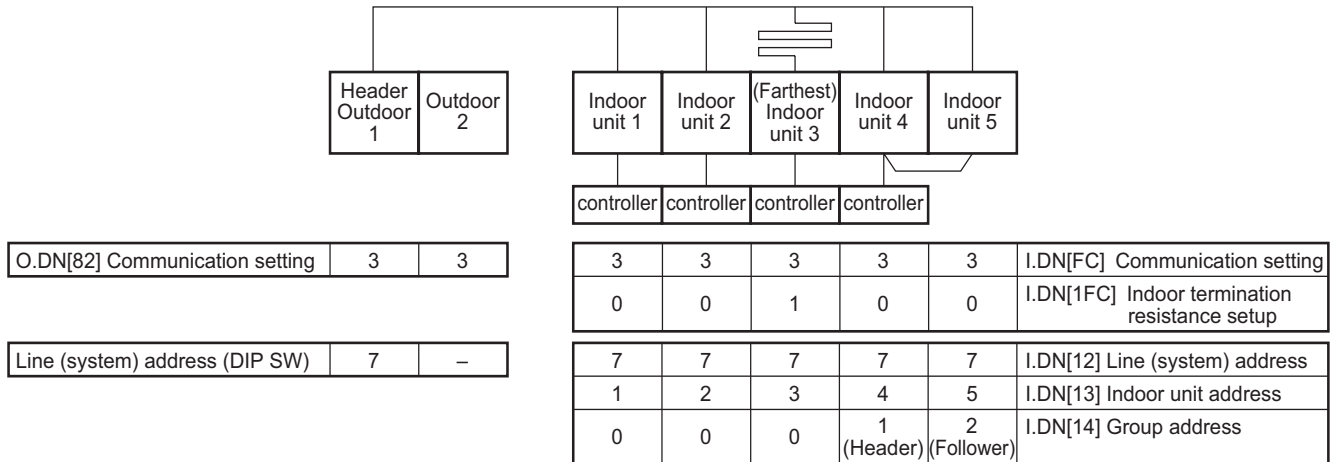 Header
Outdoor
1
Outdoor
2
Indoor
unit 1
Indoor
unit 2
(Farthest)
Indoor
unit 3
Indoor
unit 4
Indoor
unit 5
controller controller controller controller
O.DN[82] Communication setting 3 3
3 3 3 3 3 I.DN[FC] Communication setting
0 0 1 0 0 I.DN[1FC] Indoor termination
resistance setup
Line (system) address (DIP SW) 7 –
7 7 7 7 7 I.DN[12] Line (system) address
1 2 3 4 5 I.DN[13] Indoor unit address
0 0 0 1 2 I.DN[14] Group address
(Header) (Follower)